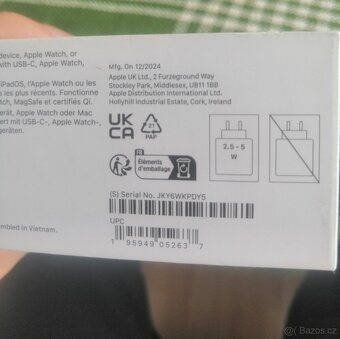 device, Apple Watch, or
with USB-C, Apple
iPadOS, l'Apple Watch ou les
s les plus récents. Fonctionne
Watch, MagSafe et certifiés Qi.
gerät, Apple Watch oder Mac
ert mit USB-C-, Apple Watch-,
geräten.
mbled in Vietnam.
Mfg. On 12/2024
Apple UK Ltd., 2 Furzeground Way
Stockley Park, Middlesex, UB11 1BB
Apple Distribution International Ltd.
Hollyhill Industrial Estate, Cork, Ireland
UK
CA
21
PAP
FR
Éléments
d'emballage
2.5 - 5
W
(S) Serial No. JKY6WKPDY5
UPC
1 95949 05263 7
© Bazos.cz